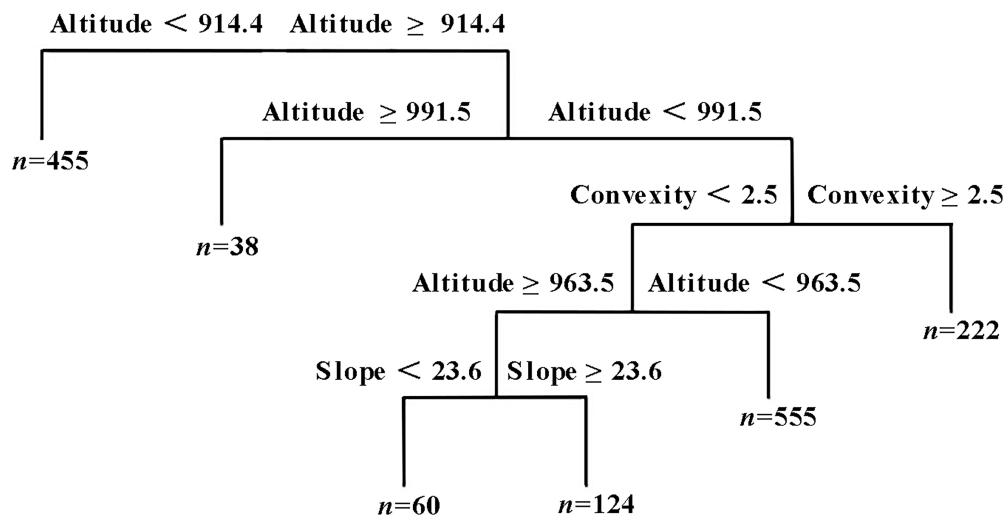 Altitude < 914.4 Altitude ≥ 914.4
Altitude ≥ 991.5 Altitude < 991.5
n=455
Convexity < 2.5 Convexity ≥ 2.5
n=38
Altitude ≥ 963.5 Altitude < 963.5
n=222
Slope < 23.6 Slope ≥ 23.6
n=555
n=60 n=124